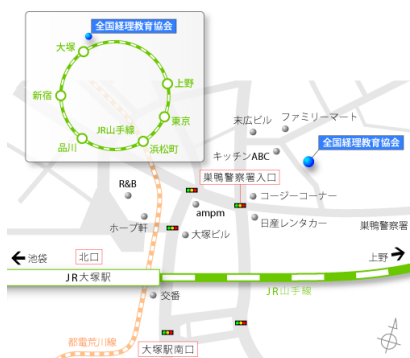 全国経理教育協会
大塚
上野
新宿
東京
JR山手線
品川
浜松町
末広ビル
ファミリーマート
全国経理教育協会
キッチンABC
巣鴨警察署入口
R&B
コージーコーナー
ampm
ホープ軒
日産レンタカー
巣鴨警察署
大塚ビル
池袋
北口
上野
JR大塚駅
JR山手線
交番
都電荒川線
大塚駅南口